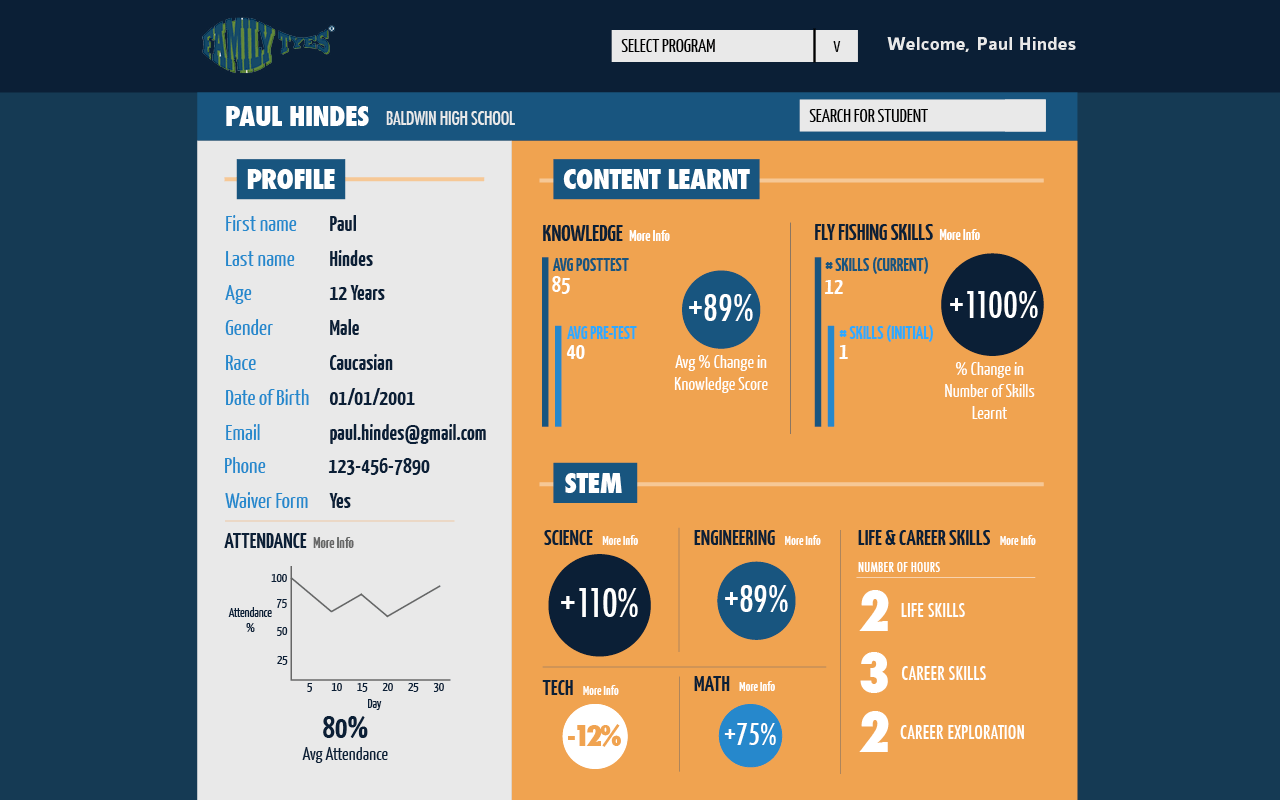 FAMILY TYES
SELECT PROGRAM
V
Welcome, Paul Hindes
PAUL HINDES
BALDWIN HIGH SCHOOL
SEARCH FOR STUDENT
PROFILE
First name Paul
Last name Hindes
Age 12 Years
Gender Male
Race Caucasian
Date of Birth 01/01/2001
Email paul.hindes@gmail.com
Phone 123-456-7890
Waiver Form Yes
ATTENDANCE More Info
100
75
50
25
Attendance
%
5 10 15 20 25 30
Day
80%
Avg Attendance
CONTENT LEARNT
KNOWLEDGE More Info
AVG POSTTEST
85
AVG PRE-TEST
40
+89%
Avg % Change in
Knowledge Score
FLY FISHING SKILLS More Info
# SKILLS (CURRENT)
12
# SKILLS (INITIAL)
1
+1100%
% Change in
Number of Skills
Learnt
STEM
SCIENCE More Info
+110%
ENGINEERING More Info
+89%
TECH More Info
-12%
MATH More Info
+75%
LIFE & CAREER SKILLS More Info
NUMBER OF HOURS
2 LIFE SKILLS
3 CAREER SKILLS
2 CAREER EXPLORATION